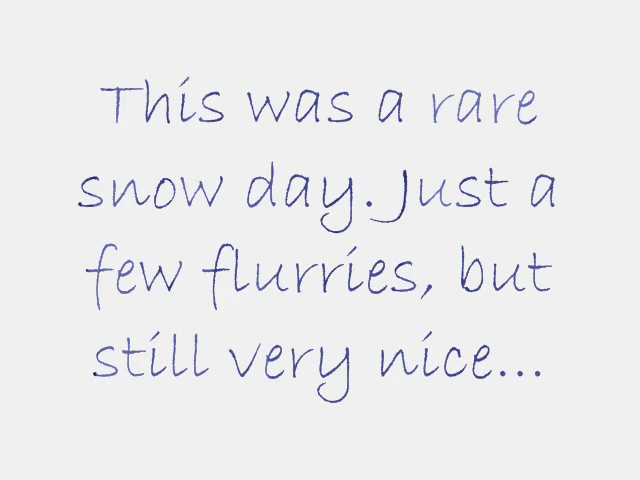 This was a rare
snow day. Just a
few flurries, but
still very nice...